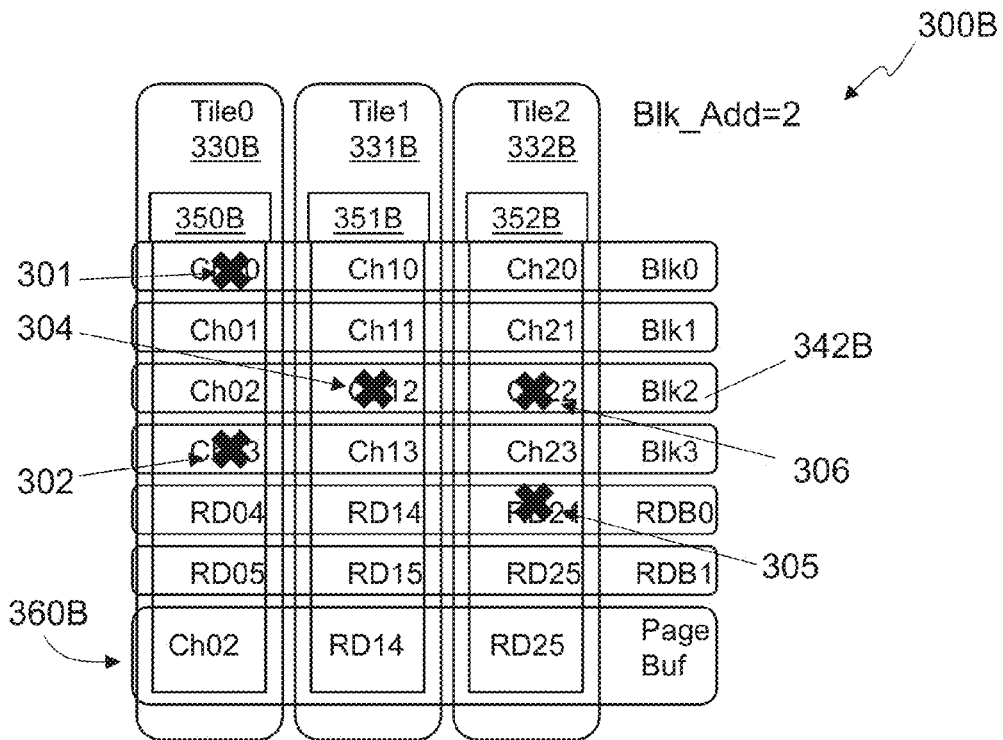 300B
Tile0 Tile1 Tile2 Blk_Add=2
330B 331B 332B
350B 351B 352B
301 Ch10 Ch20 Blk0
304 Ch01 Ch11 Ch21 Blk1
342B
Ch02 Blk2
302 Ch13 Ch23 Blk3
306
RD04 RD14 RD24 RDB0
305
RD05 RD15 RD25 RDB1
360B
Ch02 RD14 RD25 Page
Buf